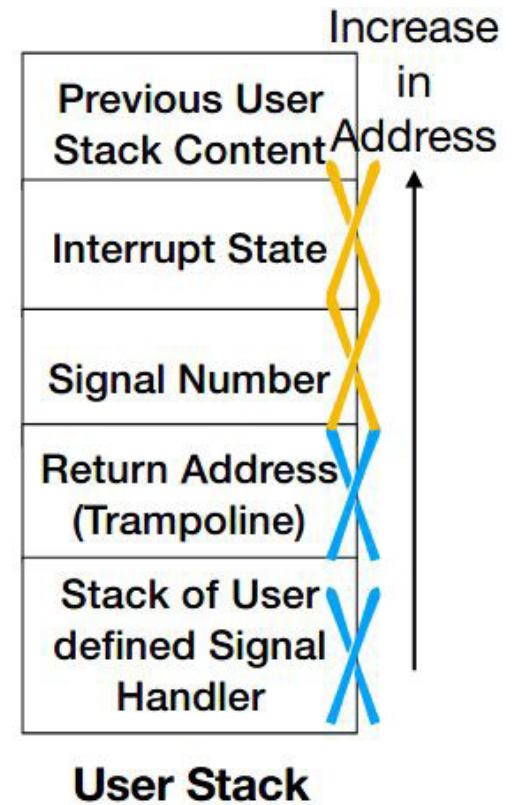 Increase
in
Address
Previous User
Stack Content
Interrupt State
Signal Number
Return Address
(Trampoline)
Stack of User
defined Signal
Handler
User Stack